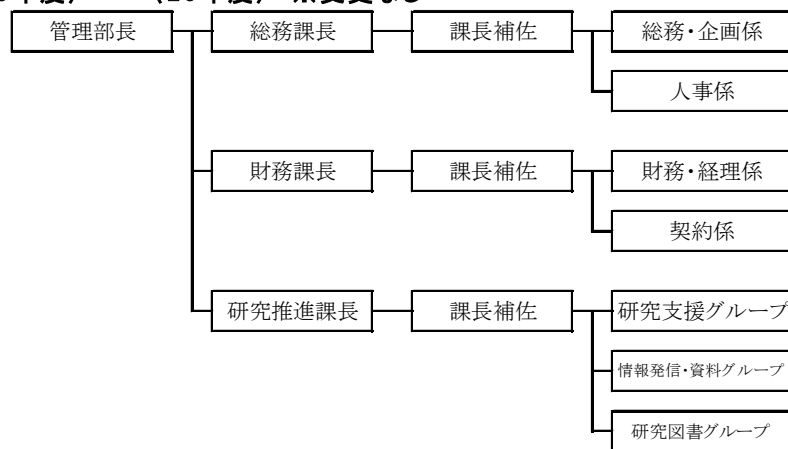 管理部長 総務課長 課長補佐 総務・企画係
人事係
財務課長 課長補佐 財務・経理係
契約係
研究推進課長 課長補佐 研究支援グループ
情報発信・資料グループ
研究図書グループ